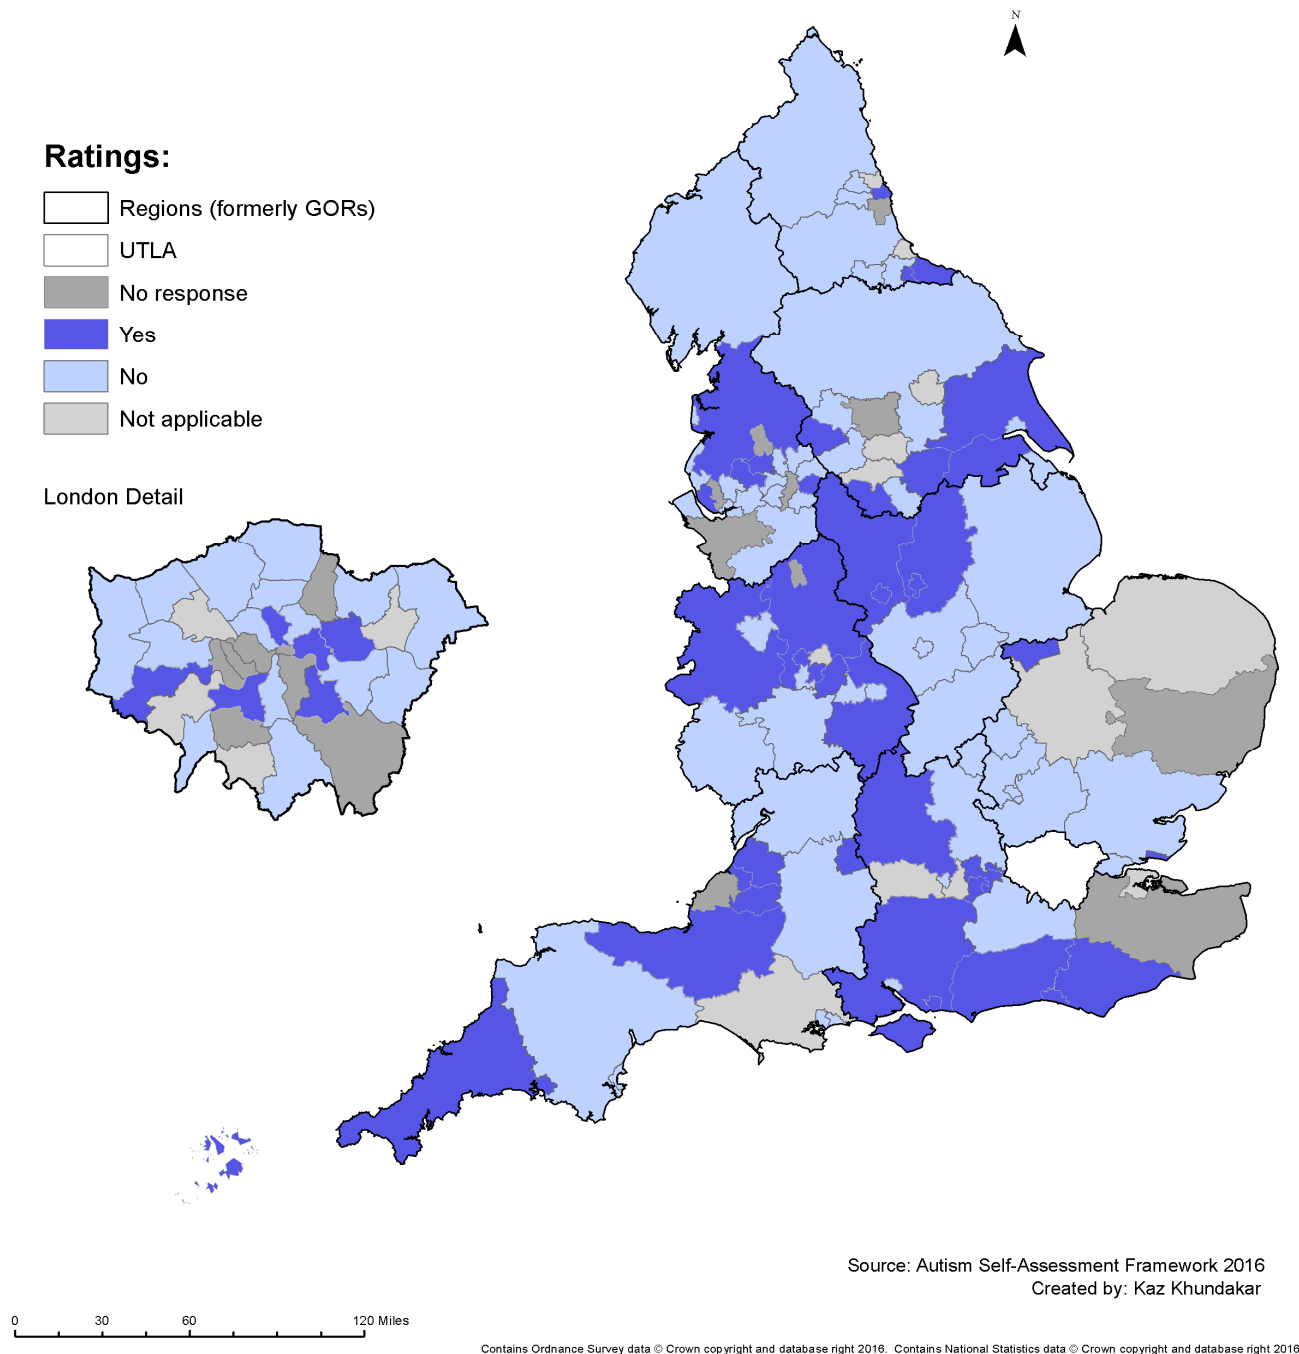 N
Ratings:
Regions (formerly GORs)
UTLA
No response
Yes
No
Not applicable
London Detail
Source: Autism Self-Assessment Framework 2016
Created by: Kaz Khundakar
0 30 60 120 Miles
Contains Ordnance Survey data © Crown copyright and database right 2016. Contains National Statistics data © Crown copyright and database right 2016